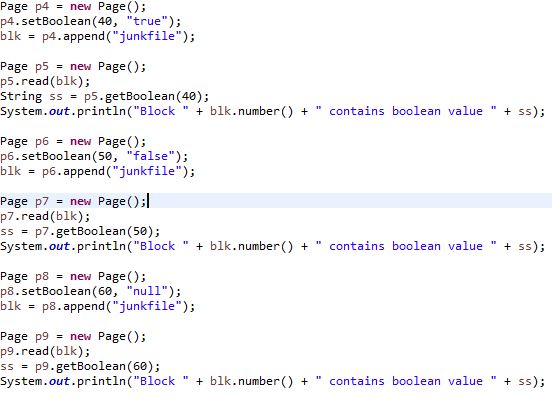 Page p4 = new Page();
p4.setBoolean(40, "true");
blk = p4.append("junkfile");
Page p5 = new Page();
p5.read(blk);
String ss = p5.getBoolean(40);
System.out.println("Block " + blk.number() + " contains boolean value " + ss);
Page p6 = new Page();
p6.setBoolean(50, "false");
blk = p6.append("junkfile");
Page p7 = new Page();
p7.read(blk);
ss = p7.getBoolean(50);
System.out.println("Block " + blk.number() + " contains boolean value " + ss);
Page p8 = new Page();
p8.setBoolean(60, "null");
blk = p8.append("junkfile");
Page p9 = new Page();
p9.read(blk);
ss = p9.getBoolean(60);
System.out.println("Block " + blk.number() + " contains boolean value " + ss);